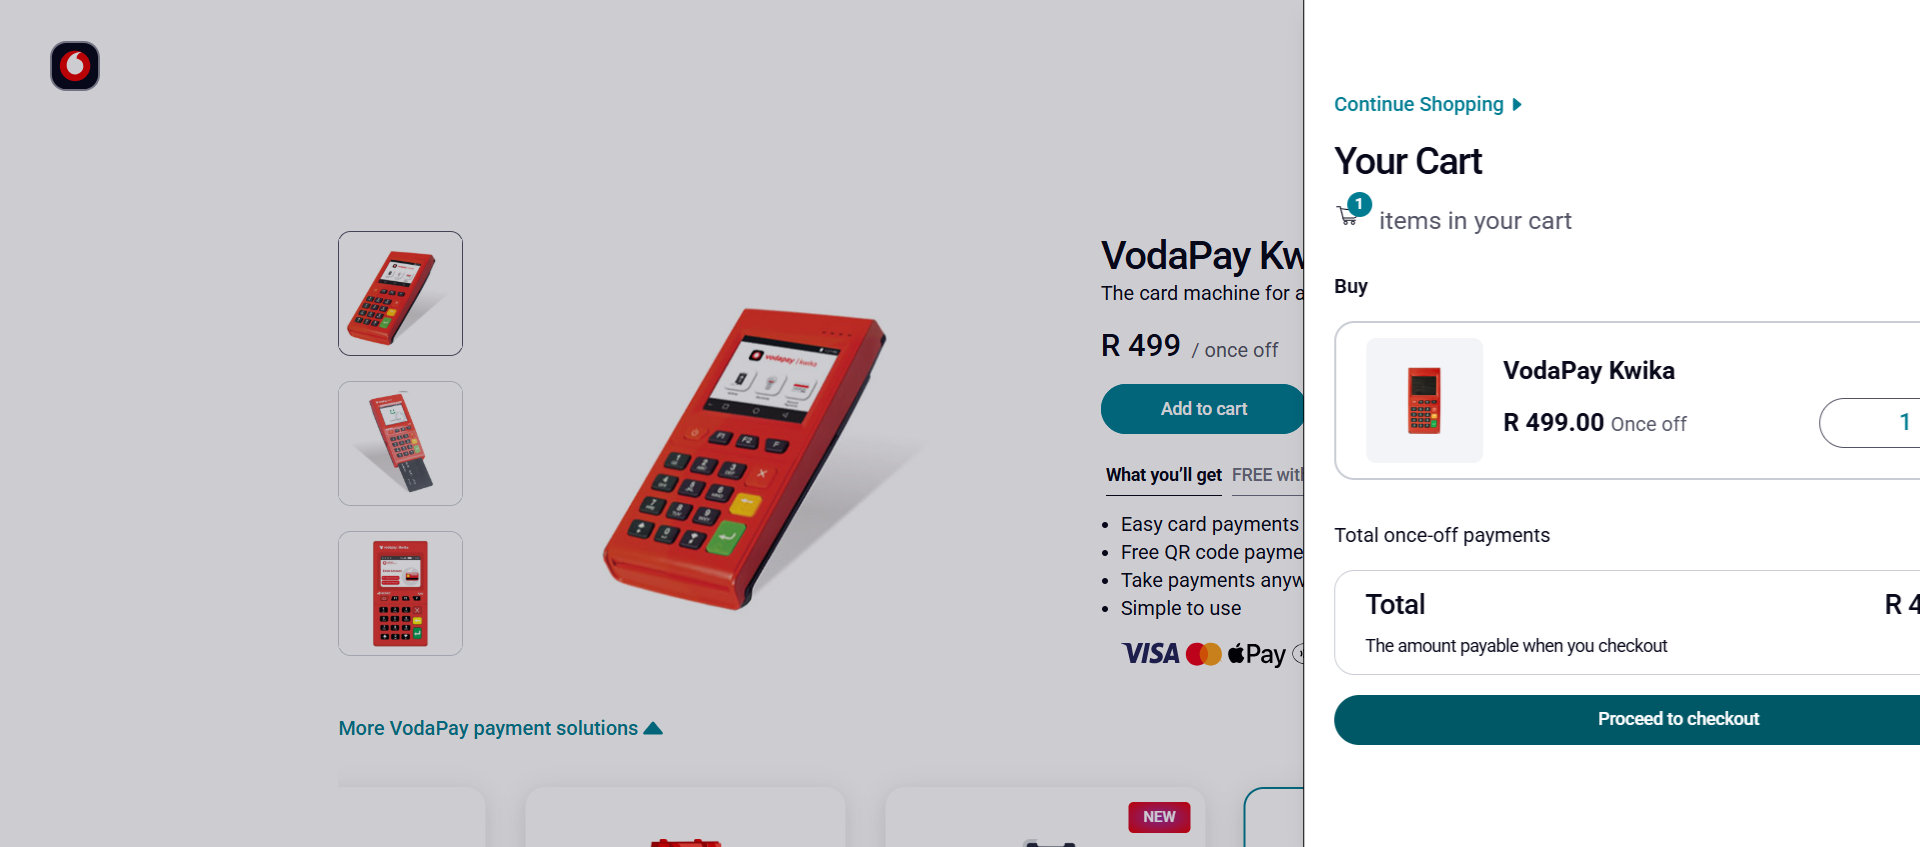 VodaPay Kw
The card machine for a
R 499 / once off
Add to cart
What you’ll get FREE with
Easy card payments
Free QR code payme
Take payments anyw
Simple to use
VISA Pay
More VodaPay payment solutions
NEW
vodapay | kwika
Continue Shopping
Your Cart
1
items in your cart
Buy
VodaPay Kwika
R 499.00 Once off
1
Total once-off payments
Total R 4
The amount payable when you checkout
Proceed to checkout